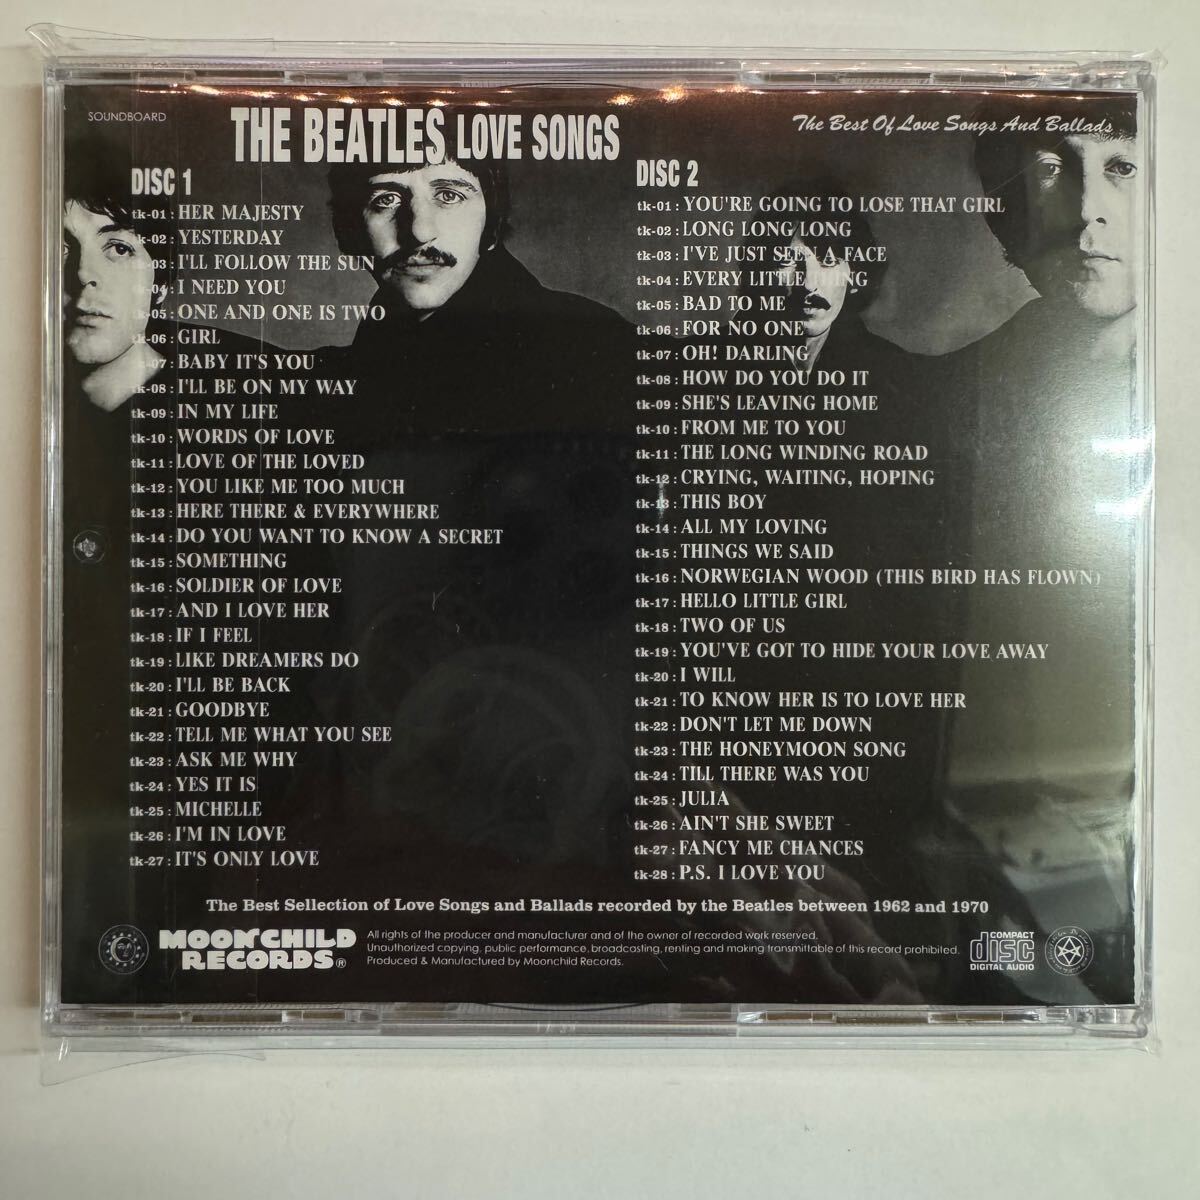 SOUNDBOARD
THE BEATLES LOVE SONGS
The Best Of Love Songs And Ballads
DISC 1
tk-01 : HER MAJESTY
tk-02 : YESTERDAY
tk-03 : I'LL FOLLOW THE SUN
tk-04 : I NEED YOU
tk-05 : ONE AND ONE IS TWO
tk-06 : GIRL
tk-07 : BABY IT'S YOU
tk-08 : I'LL BE ON MY WAY
tk-09 : IN MY LIFE
tk-10 : WORDS OF LOVE
tk-11 : LOVE OF THE LOVED
tk-12 : YOU LIKE ME TOO MUCH
tk-13 : HERE THERE & EVERYWHERE
tk-14 : DO YOU WANT TO KNOW A SECRET
tk-15 : SOMETHING
tk-16 : SOLDIER OF LOVE
tk-17 : AND I LOVE HER
tk-18 : IF I FEEL
tk-19 : LIKE DREAMERS DO
tk-20 : I'LL BE BACK
tk-21 : GOODBYE
tk-22 : TELL ME WHAT YOU SEE
tk-23 : ASK ME WHY
tk-24 : YES IT IS
tk-25 : MICHELLE
tk-26 : I'M IN LOVE
tk-27 : IT'S ONLY LOVE
DISC 2
tk-01 : YOU'RE GOING TO LOSE THAT GIRL
tk-02 : LONG LONG LONG
tk-03 : I'VE JUST SEEN A FACE
tk-04 : EVERY LITTLE THING
tk-05 : BAD TO ME
tk-06 : FOR NO ONE
tk-07 : OH! DARLING
tk-08 : HOW DO YOU DO IT
tk-09 : SHE'S LEAVING HOME
tk-10 : FROM ME TO YOU
tk-11 : THE LONG WINDING ROAD
tk-12 : CRYING, WAITING, HOPING
tk-13 : THIS BOY
tk-14 : ALL MY LOVING
tk-15 : THINGS WE SAID
tk-16 : NORWEGIAN WOOD (THIS BIRD HAS FLOWN)
tk-17 : HELLO LITTLE GIRL
tk-18 : TWO OF US
tk-19 : YOU'VE GOT TO HIDE YOUR LOVE AWAY
tk-20 : I WILL
tk-21 : TO KNOW HER IS TO LOVE HER
tk-22 : DON'T LET ME DOWN
tk-23 : THE HONEYMOON SONG
tk-24 : TILL THERE WAS YOU
tk-25 : JULIA
tk-26 : AIN'T SHE SWEET
tk-27 : FANCY ME CHANCES
tk-28 : P.S. I LOVE YOU
The Best Sellection of Love Songs and Ballads recorded by the Beatles between 1962 and 1970
MOONCHILD
RECORDS®
All rights of the producer and manufacturer and of the owner of recorded work reserved.
Unauthorized copying, public performance, broadcasting, renting and making transmittable of this record prohibited.
Produced & Manufactured by Moonchild Records.
COMPACT
disc
DIGITAL AUDIO